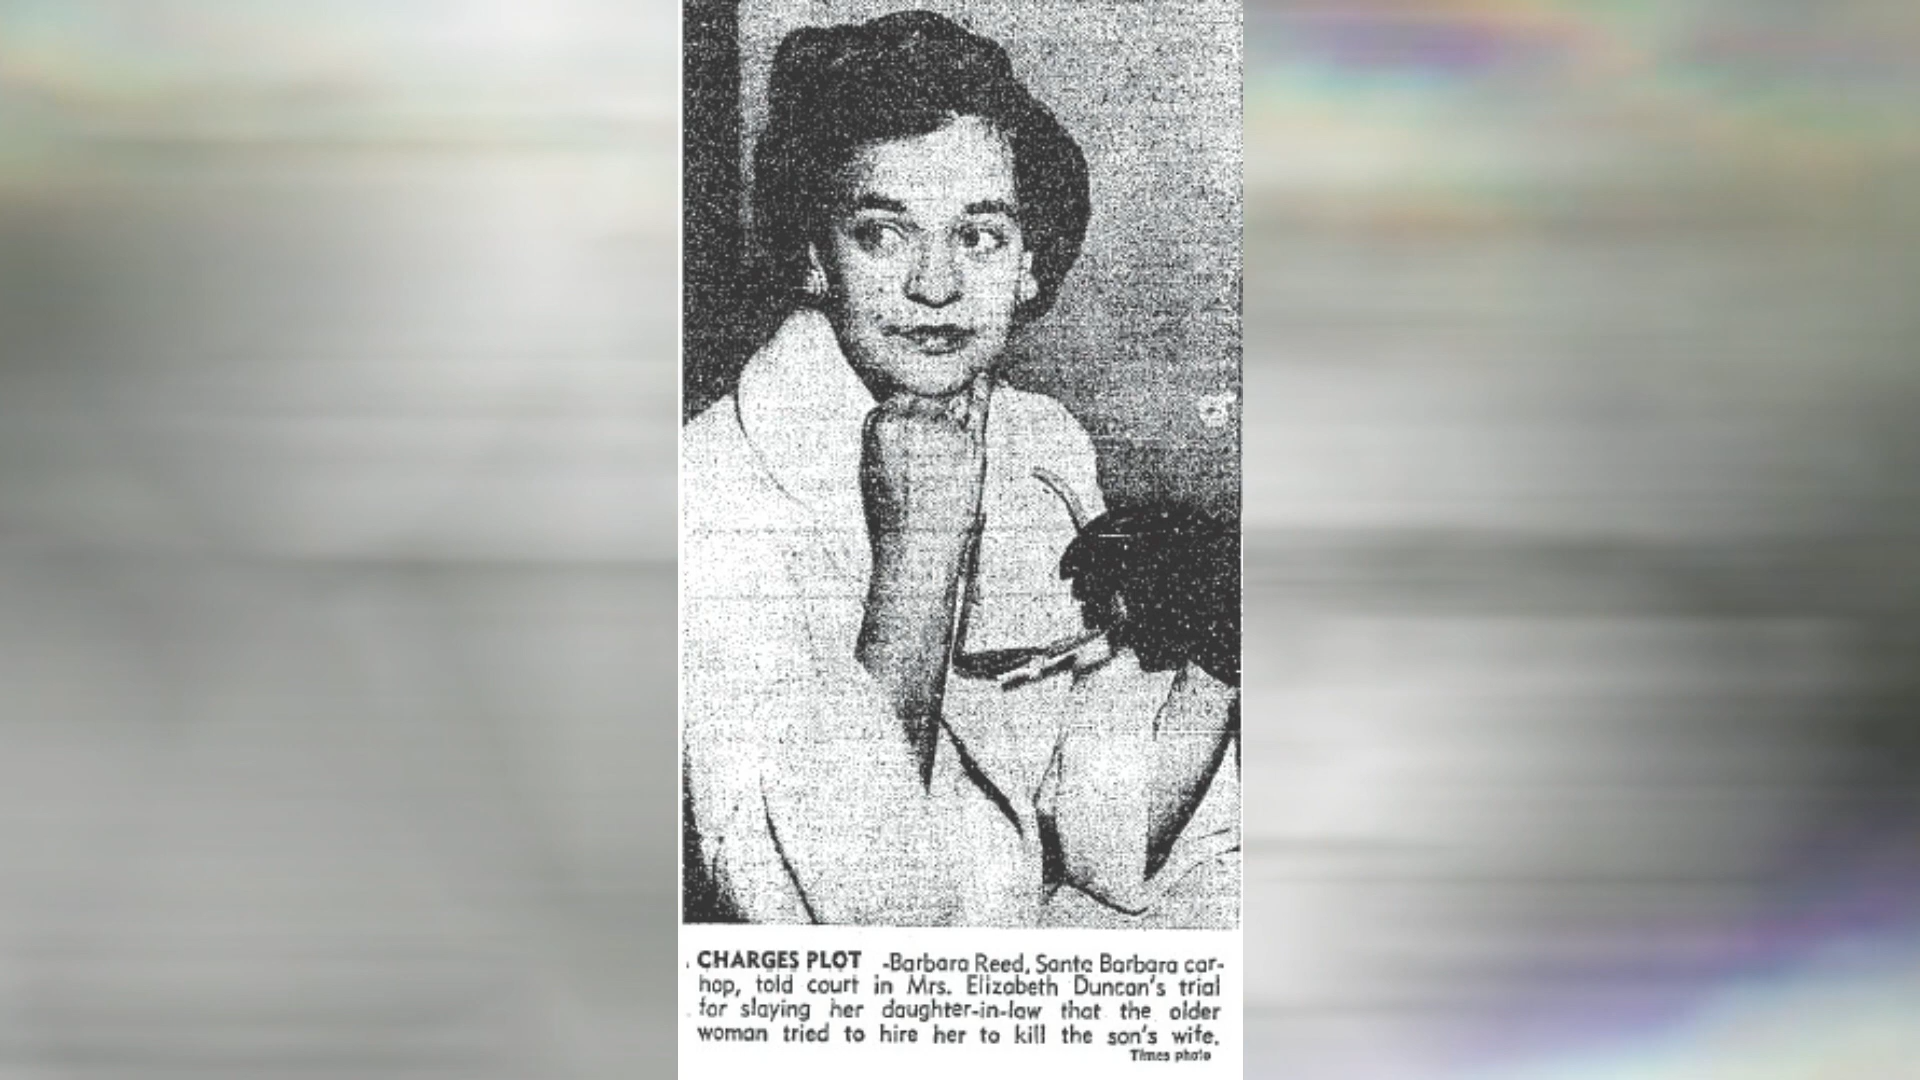 CHARGES PLOT -Barbara Reed, Santa Barbara car-
hop, told court in Mrs. Elizabeth Duncan's trial
for slaying her daughter-in-law that the older
woman tried to hire her to kill the son's wife.
Times photo